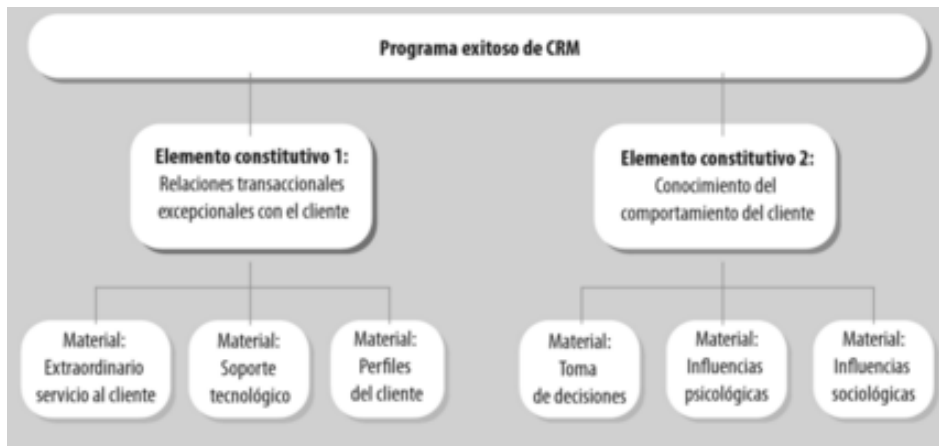 Programa exitoso de CRM
Elemento constitutivo 1:
Relaciones transaccionales
excepcionales con el cliente
Elemento constitutivo 2:
Conocimiento del
comportamiento del cliente
Material:
Extraordinario
servicio al cliente
Material:
Soporte
tecnológico
Material:
Perfiles
del cliente
Material:
Toma
de decisiones
Material:
Influencias
psicológicas
Material:
Influencias
sociológicas